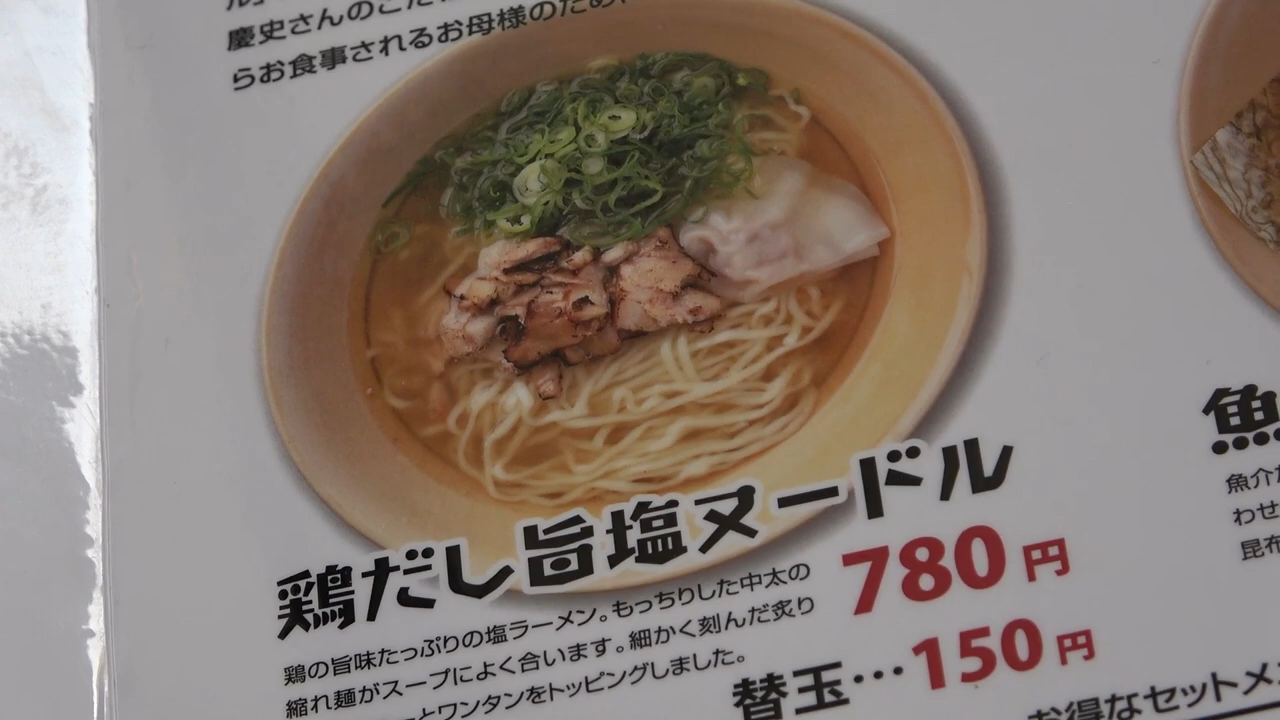 慶史さんのこだ
らお食事されるお母様のため
鶏だし旨塩ヌードル
780円
鶏の旨味たっぷりの塩ラーメン。もっちりした中太の
縮れ麺がスープによく合います。細かく刻んだ炙り
とワンタンをトッピングしました。
替玉…150円
お得なセットメ
魚
魚介
わせ
昆布